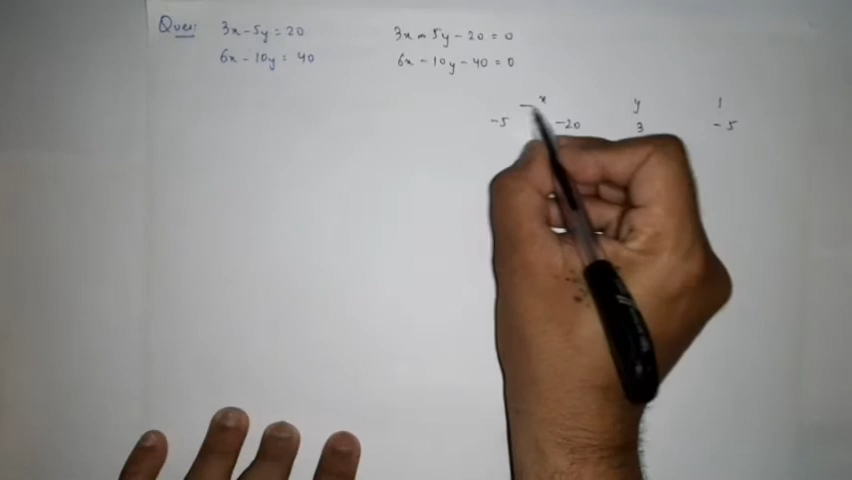 Ques: 3x - 5y = 20 3x - 5y - 20 = 0
6x - 10y = 40 6x - 10y - 40 = 0
x y 1
-5 -20 3 -5